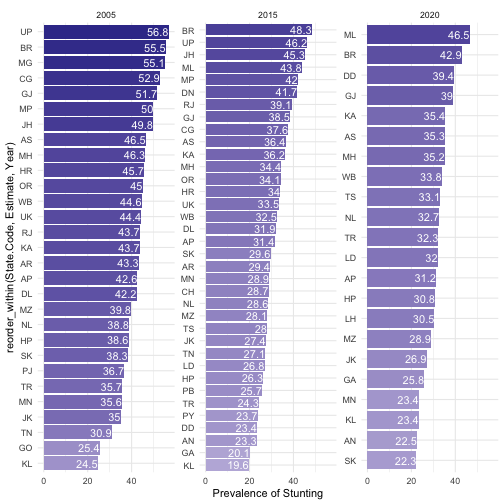 2005
2015
2020
reorder_within(State.Code, Estimate, Year)
UP 56.8
BR 55.5
MG 55.1
CG 52.9
GJ 51.7
MP 50
JH 49.8
AS 46.5
MH 46.3
HR 45.7
OR 45
WB 44.6
UK 44.4
RJ 43.7
KA 43.7
AR 43.3
AP 42.6
DL 42.2
MZ 39.8
NL 38.8
HP 38.6
SK 38.3
PJ 36.7
TR 35.7
MN 35.6
JK 35
TN 30.9
GO 25.4
KL 24.5
0 20 40
BR 48.3
UP 46.2
JH 45.3
ML 43.8
MP 42
DN 41.7
RJ 39.1
GJ 38.5
CG 37.6
AS 36.4
KA 36.2
MH 34.4
OR 34.1
HR 34
UK 33.5
WB 32.5
DL 31.9
AP 31.4
SK 29.6
AR 29.4
MN 28.9
CH 28.7
NL 28.6
MZ 28.1
TS 28
JK 27.4
TN 27.1
LD 26.8
HP 26.3
PB 25.7
TR 24.3
PY 23.7
DD 23.4
AN 23.3
GA 20.1
KL 19.6
0 20 40
ML 46.5
BR 42.9
DD 39.4
GJ 39
KA 35.4
AS 35.3
MH 35.2
WB 33.8
TS 33.1
NL 32.7
TR 32.3
LD 32
AP 31.2
HP 30.8
LH 30.5
MZ 28.9
JK 26.9
GA 25.8
MN 23.4
KL 23.4
AN 22.5
SK 22.3
0 20 40
Prevalence of Stunting